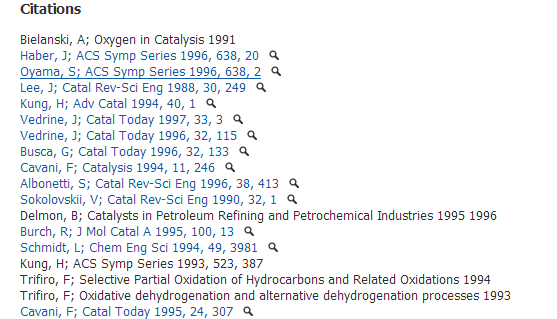 Citations
Bielanski, A; Oxygen in Catalysis 1991
Haber, J; ACS Symp Series 1996, 638, 20
Oyama, S; ACS Symp Series 1996, 638, 2
Lee, J; Catal Rev-Sci Eng 1988, 30, 249
Kung, H; Adv Catal 1994, 40, 1
Vedrine, J; Catal Today 1997, 33, 3
Vedrine, J; Catal Today 1996, 32, 115
Busca, G; Catal Today 1996, 32, 133
Cavani, F; Catalysis 1994, 11, 246
Albonetti, S; Catal Rev-Sci Eng 1996, 38, 413
Sokolovskii, V; Catal Rev-Sci Eng 1990, 32, 1
Delmon, B; Catalysts in Petroleum Refining and Petrochemical Industries 1995 1996
Burch, R; J Mol Catal A 1995, 100, 13
Schmidt, L; Chem Eng Sci 1994, 49, 3981
Kung, H; ACS Symp Series 1993, 523, 387
Trifiro, F; Selective Partial Oxidation of Hydrocarbons and Related Oxidations 1994
Trifiro, F; Oxidative dehydrogenation and alternative dehydrogenation processes 1993
Cavani, F; Catal Today 1995, 24, 307